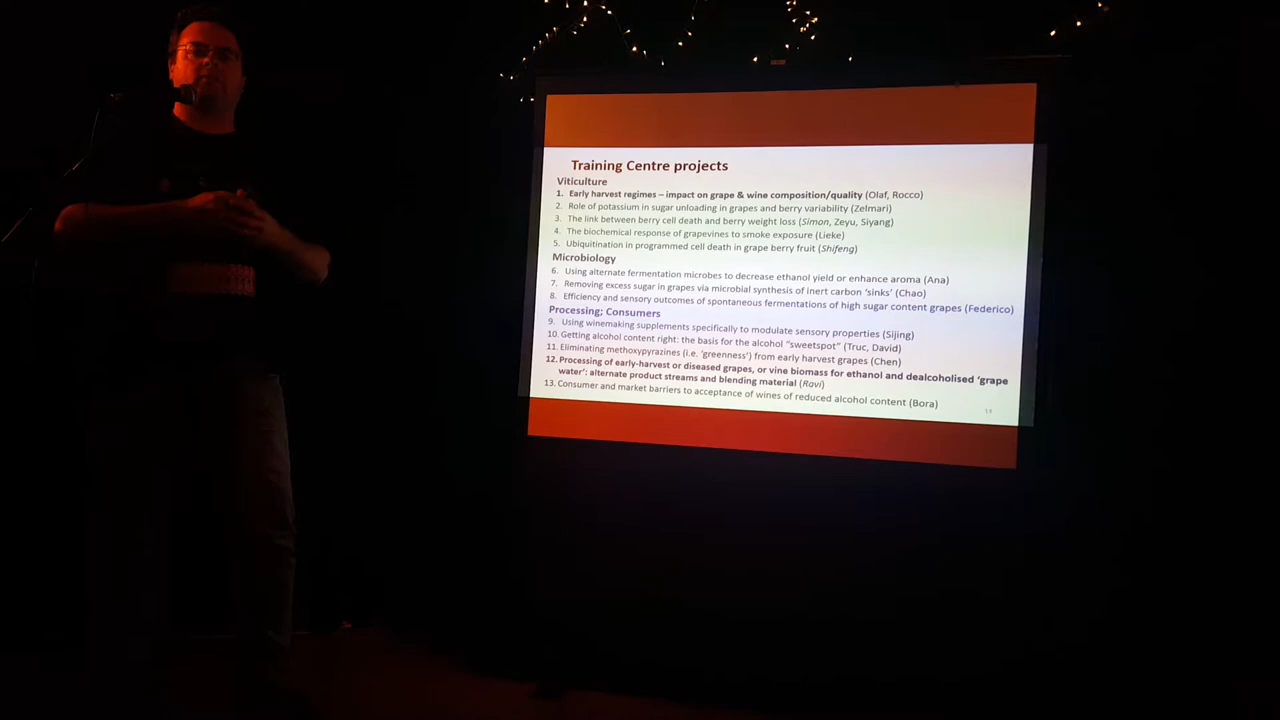 Training Centre projects
Viticulture
1. Early harvest regimes – impact on grape & wine composition/quality (Olaf, Rocco)
2. Role of potassium in sugar unloading in grapes and berry variability (Zelmari)
3. The link between berry cell death and berry weight loss (Simon, Zeyu, Siyang)
4. The biochemical response of grapevines to smoke exposure (Lieke)
5. Ubiquitination in programmed cell death in grape berry fruit (Shifeng)
Microbiology
6. Using alternate fermentation microbes to decrease ethanol yield or enhance aroma (Ana)
7. Removing excess sugar in grapes via microbial synthesis of inert carbon ‘sinks’ (Chao)
8. Efficiency and sensory outcomes of spontaneous fermentations of high sugar content grapes (Federico)
Processing; Consumers
9. Using winemaking supplements specifically to modulate sensory properties (Sijing)
10. Getting alcohol content right: the basis for the alcohol “sweetspot” (Truc, David)
11. Eliminating methoxypyrazines (i.e. ‘greenness’) from early harvest grapes (Chen)
12. Processing of early-harvest or diseased grapes, or vine biomass for ethanol and dealcoholised ‘grape
water’: alternate product streams and blending material (Ravi)
13. Consumer and market barriers to acceptance of wines of reduced alcohol content (Bora)